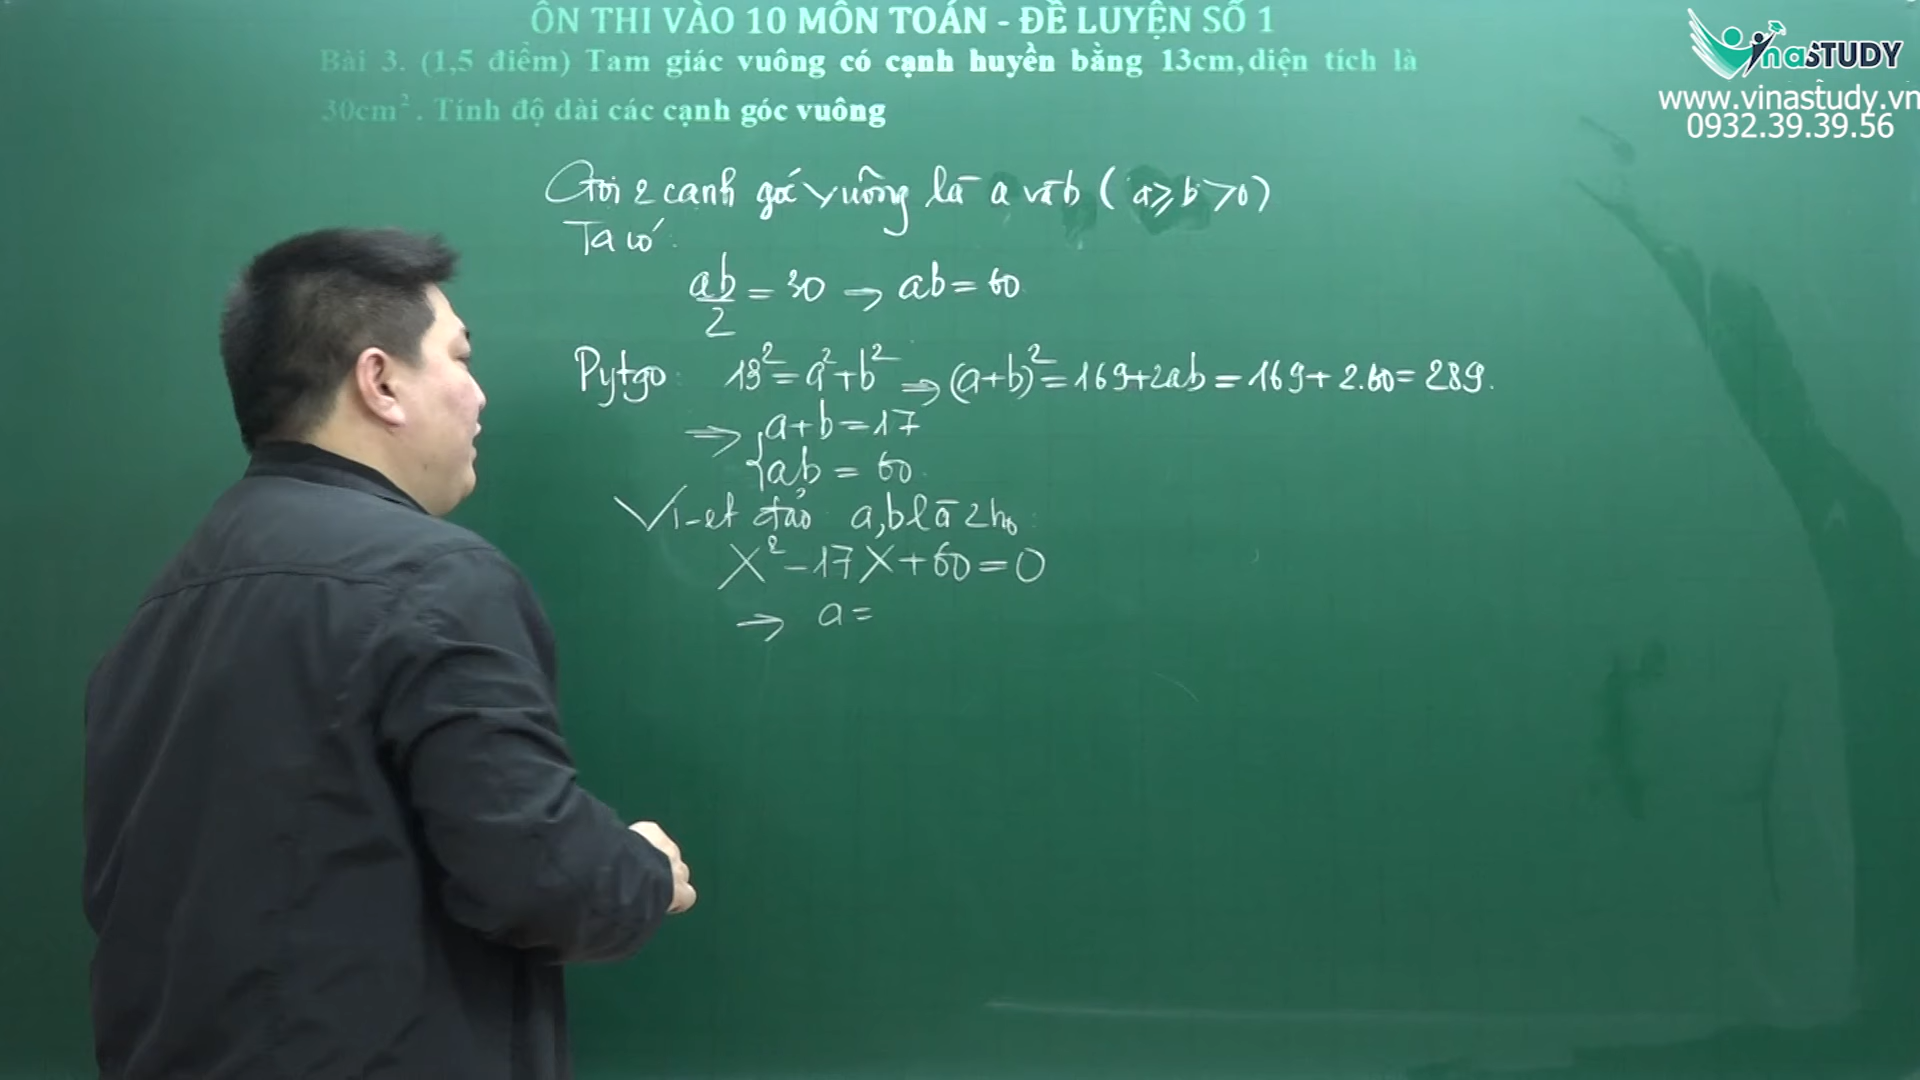 ÔN THI VÀO 10 MÔN TOÁN - ĐỀ LUYỆN SỐ 1
VinaSTUDY
Bài 3. (1,5 điểm) Tam giác vuông có cạnh huyền bằng 13cm,diện tích là
www.vinastudy.vn
30cm². Tính độ dài các cạnh góc vuông
0932.39.39.56
Gọi 2 cạnh góc vuông là a và b ( a ⩾ b > 0)
Ta có:
ab/2 = 30 → ab = 60
Pytgo: 13² = a² + b² ⇒ (a+b)² = 169 + 2ab = 169 + 2.60 = 289.
⇒ { a+b = 17
ab = 60.
Vi-et đảo a,b là 2 no
X² - 17X + 60 = 0
→ a =